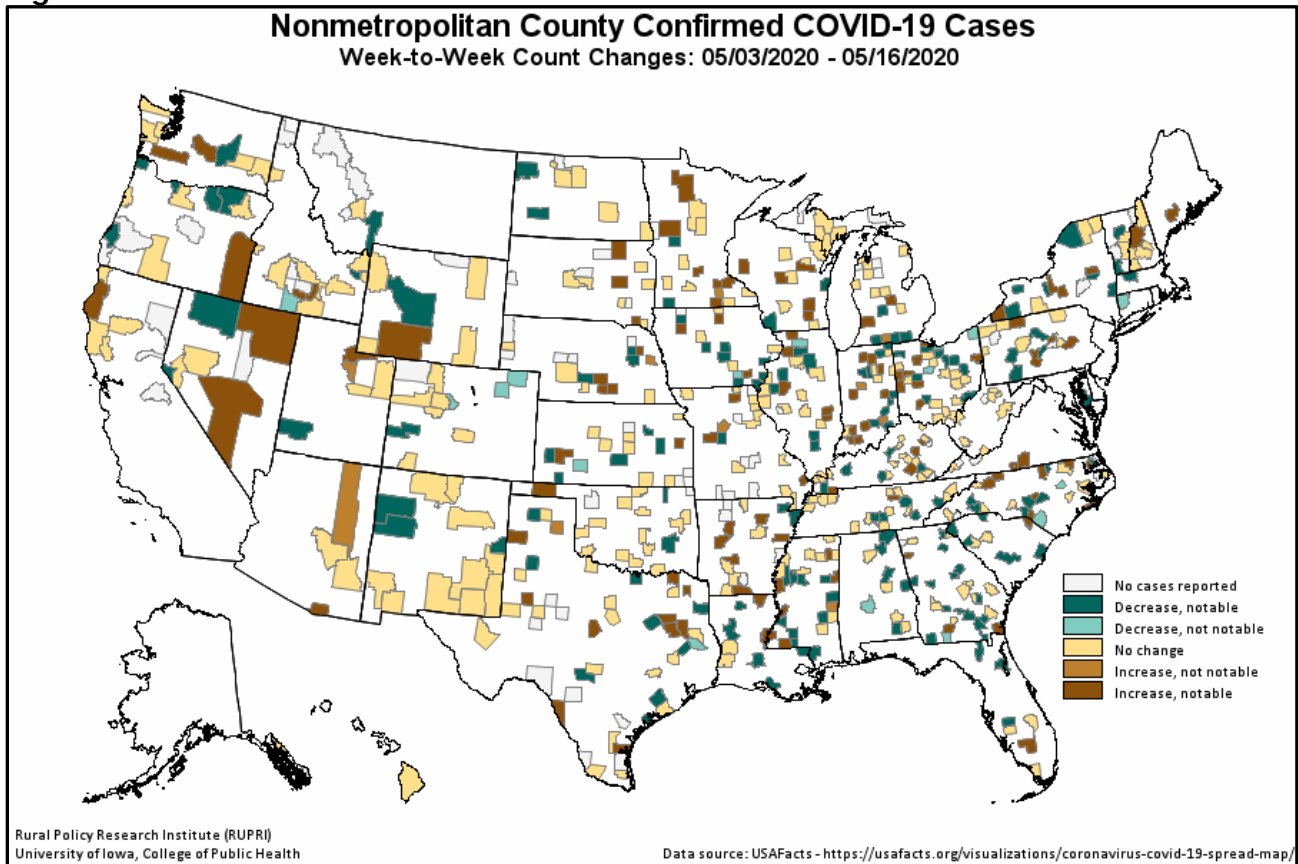 Nonmetropolitan County Confirmed COVID-19 Cases
Week-to-Week Count Changes: 05/03/2020 - 05/16/2020
No cases reported
Decrease, notable
Decrease, not notable
No change
Increase, not notable
Increase, notable
Rural Policy Research Institute (RUPRI)
University of Iowa, College of Public Health
Data source: USAFacts - https://usafacts.org/visualizations/coronavirus-covid-19-spread-map/